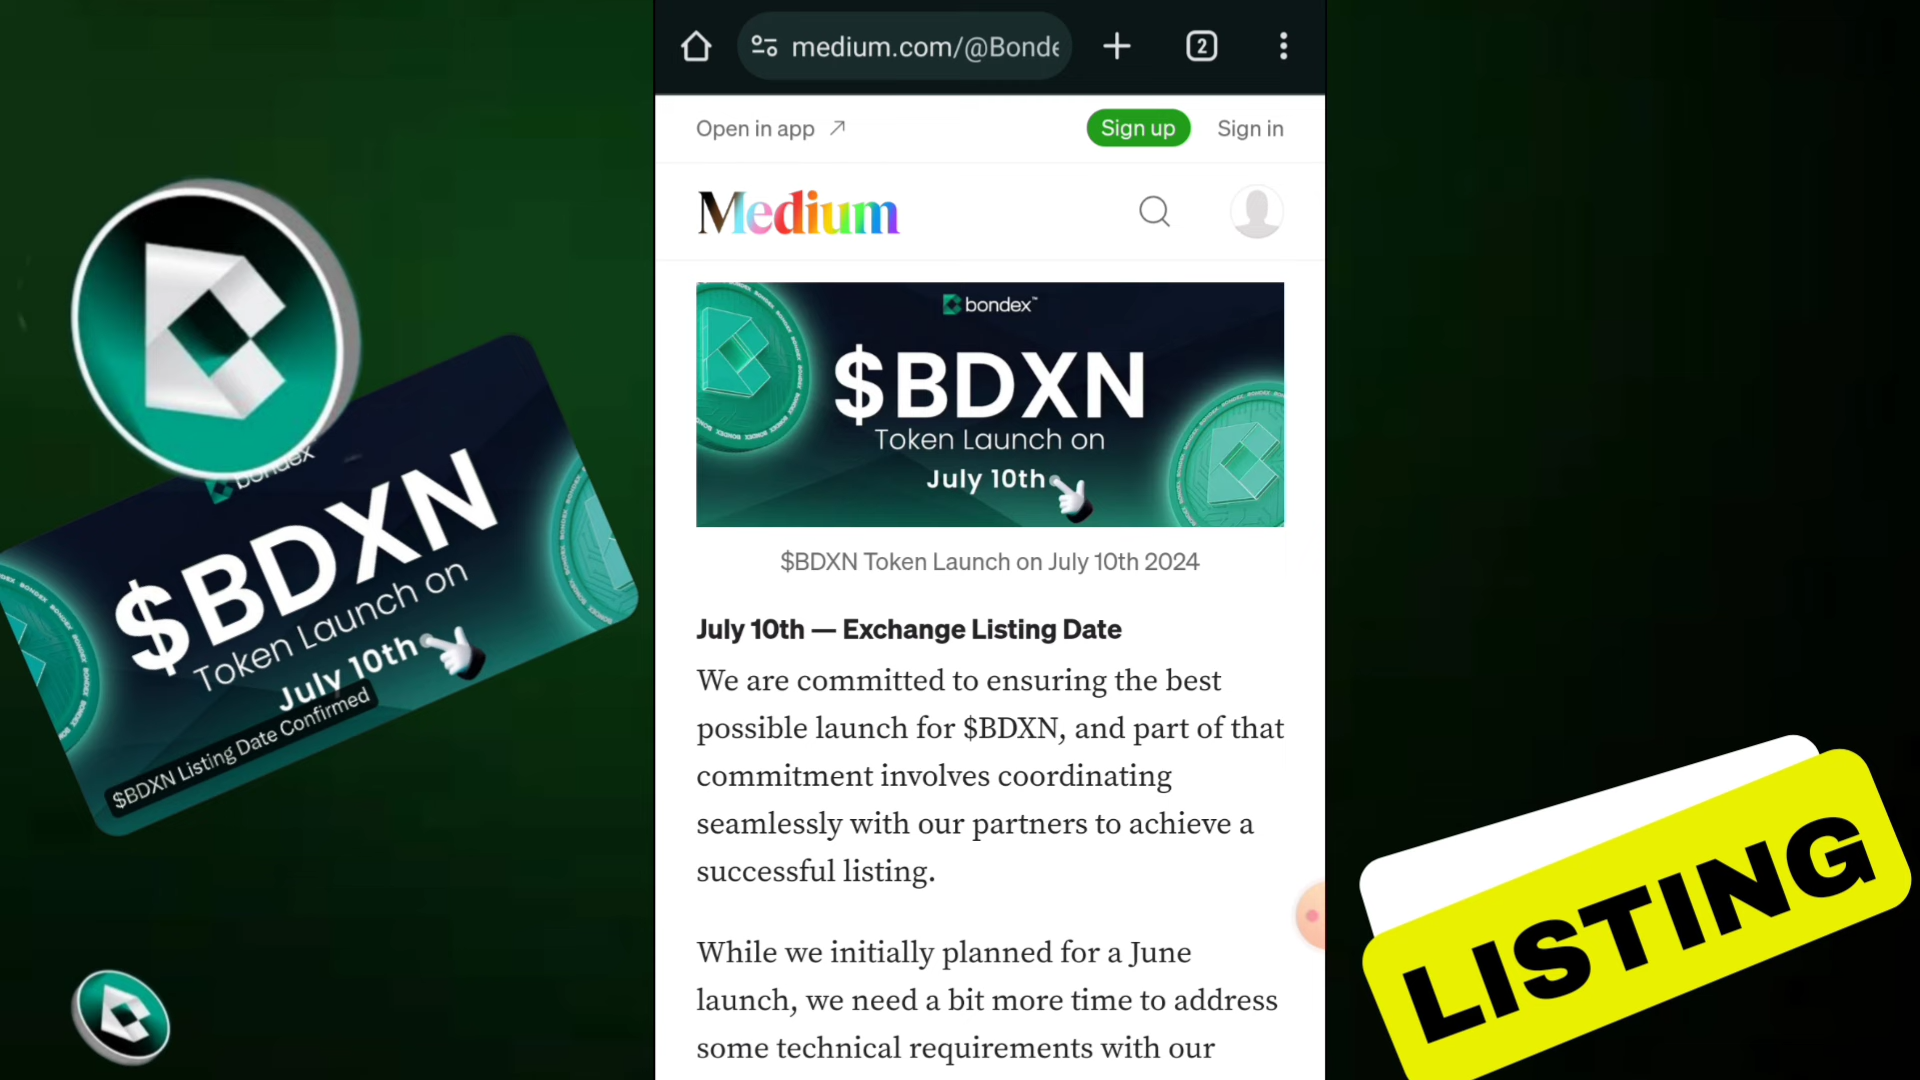 medium.com/@Bonde
2
Open in app
Sign up
Sign in
Medium
bondex™
$BDXN
Token Launch on
July 10th
$BDXN Token Launch on July 10th 2024
July 10th — Exchange Listing Date
We are committed to ensuring the best
possible launch for $BDXN, and part of that
commitment involves coordinating
seamlessly with our partners to achieve a
successful listing.
While we initially planned for a June
launch, we need a bit more time to address
some technical requirements with our
bondex
$BDXN
Token Launch on
July 10th
$BDXN Listing Date Confirmed
LISTING